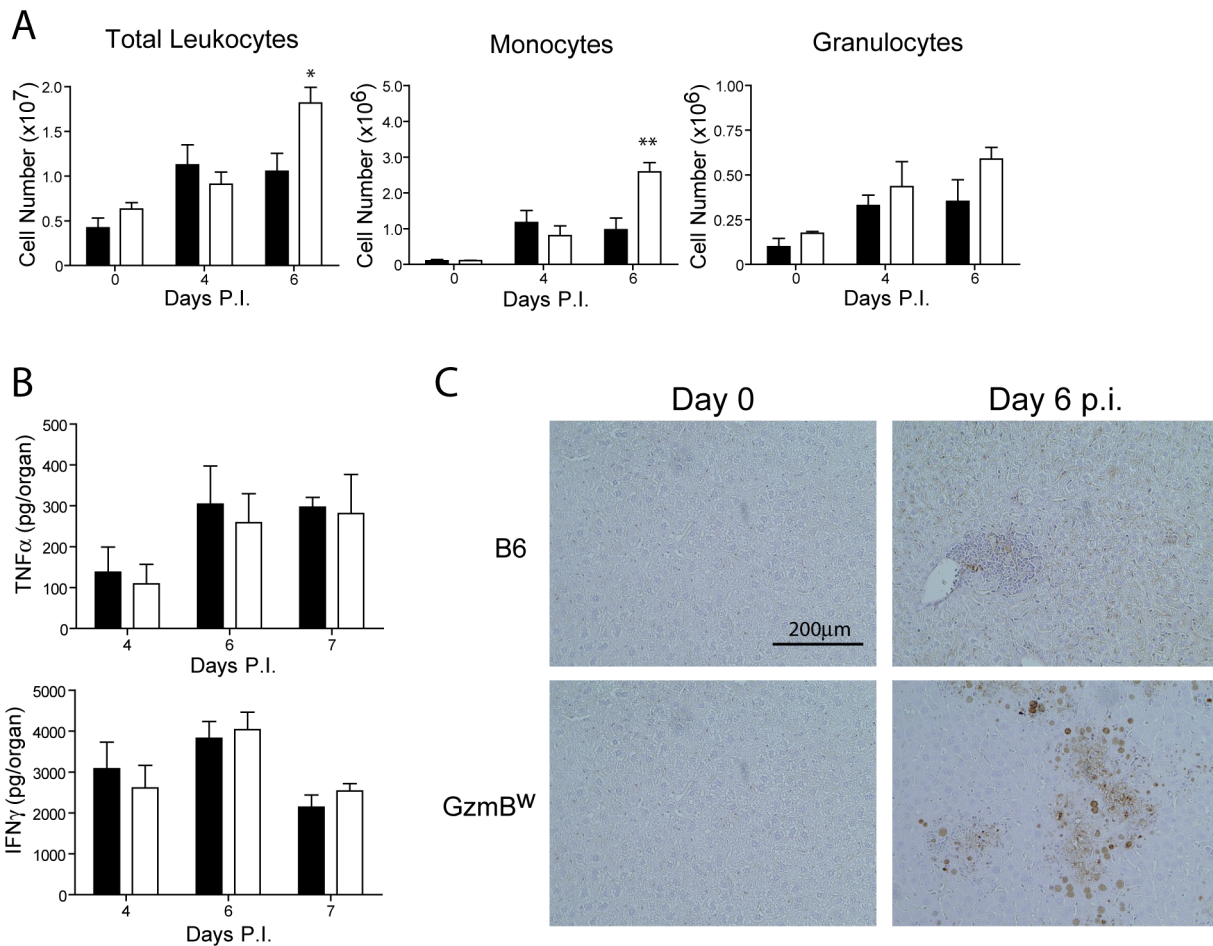 A
Total Leukocytes
Cell Number (x10⁷)
2.0
1.5
1.0
0.5
0
*
0 4 6
Days P.I.
Monocytes
Cell Number (x10⁶)
5.0
4.0
3.0
2.0
1.0
0
**
0 4 6
Days P.I.
Granulocytes
Cell Number (x10⁶)
1.00
0.75
0.50
0.25
0
0 4 6
Days P.I.
B
TNFα (pg/organ)
500
400
300
200
100
0
4 6 7
Days P.I.
IFNγ (pg/organ)
5000
4000
3000
2000
1000
0
4 6 7
Days P.I.
C
Day 0
Day 6 p.i.
B6
200µm
GzmBᵂ